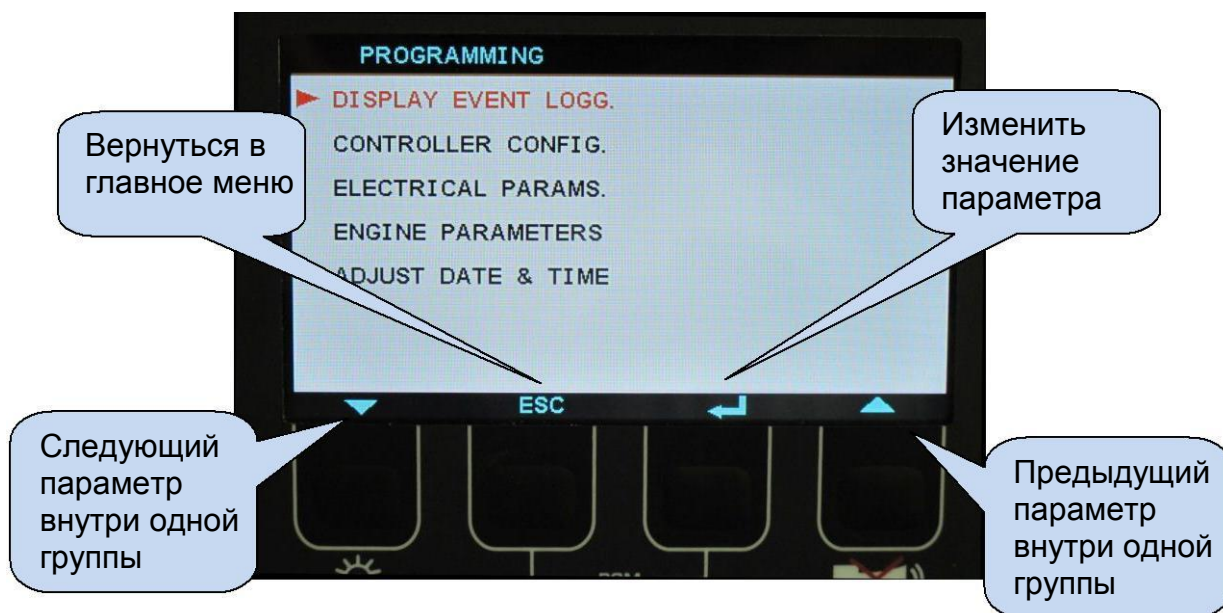 PROGRAMMING
DISPLAY EVENT LOGG.
CONTROLLER CONFIG.
ELECTRICAL PARAMS.
ENGINE PARAMETERS
ADJUST DATE & TIME
Вернуться в
главное меню
Изменить
значение
параметра
ESC
Следующий
параметр
внутри одной
группы
Предыдущий
параметр
внутри одной
группы